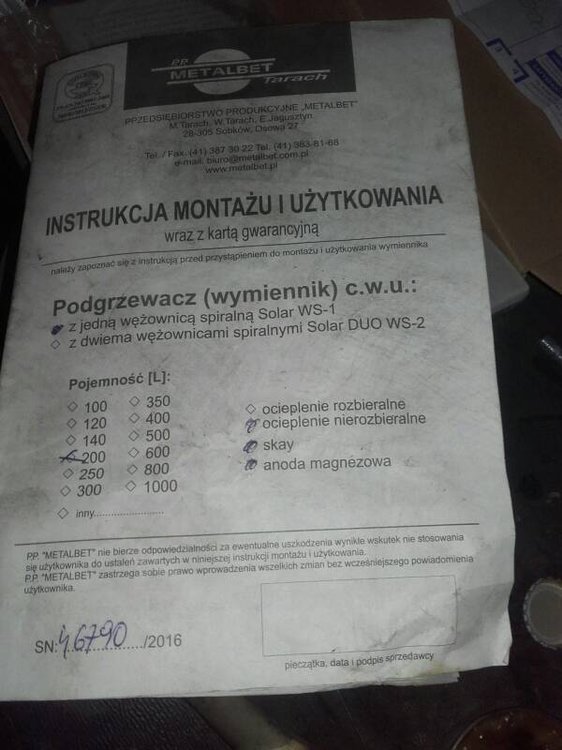 P.P.
METALBET
Tarach
PRZEDSIĘBIORSTWO PRODUKCYJNE „METALBET"
M.Tarach, W.Tarach, E.Jagusztyn
28-305 Sobków, Osowa 27
Tel. / Fax. (41) 387 30 22 Tel. (41) 383-81-68
e-mail: biuro@metalbet.com.pl
www.metalbet.pl
INSTRUKCJA MONTAŻU I UŻYTKOWANIA
wraz z kartą gwarancyjną
należy zapoznać się z instrukcją przed przystąpieniem do montażu i użytkowania wymiennika
Podgrzewacz (wymiennik) c.w.u.:
z jedną wężownicą spiralną Solar WS-1
z dwiema wężownicami spiralnymi Solar DUO WS-2
Pojemność [L]:
100
120
140
200
250
300
350
400
500
600
800
1000
inny........................
ocieplenie rozbieralne
ocieplenie nierozbieralne
skay
anoda magnezowa
P.P. "METALBET" nie bierze odpowiedzialności za ewentualne uszkodzenia wynikłe wskutek nie stosowania
się użytkownika do ustaleń zawartych w niniejszej instrukcji montażu i użytkowania.
P.P. "METALBET" zastrzega sobie prawo wprowadzenia wszelkich zmian bez wcześniejszego powiadomienia
użytkownika.
SN: 46790 /2016
pieczątka, data i podpis sprzedawcy